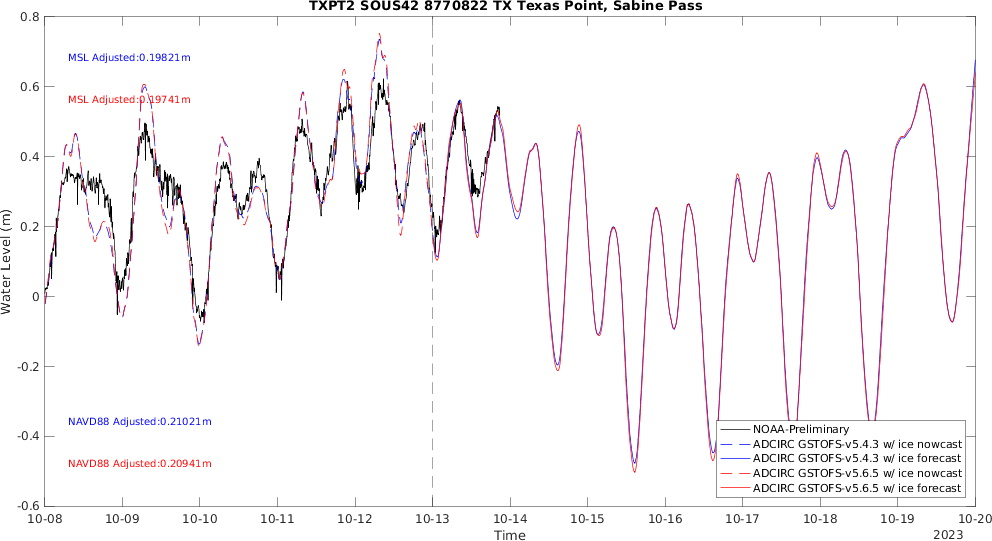 TXPT2 SOUS42 8770822 TX Texas Point, Sabine Pass
0.8
0.6
0.4
0.2
0
-0.2
-0.4
-0.6
Water Level (m)
MSL Adjusted:0.19821m
MSL Adjusted:0.19741m
NAVD88 Adjusted:0.21021m
NAVD88 Adjusted:0.20941m
NOAA-Preliminary
ADCIRC GSTOFS-v5.4.3 w/ ice nowcast
ADCIRC GSTOFS-v5.4.3 w/ ice forecast
ADCIRC GSTOFS-v5.6.5 w/ ice nowcast
ADCIRC GSTOFS-v5.6.5 w/ ice forecast
10-08 10-09 10-10 10-11 10-12 10-13 10-14 10-15 10-16 10-17 10-18 10-19 10-20
Time
2023